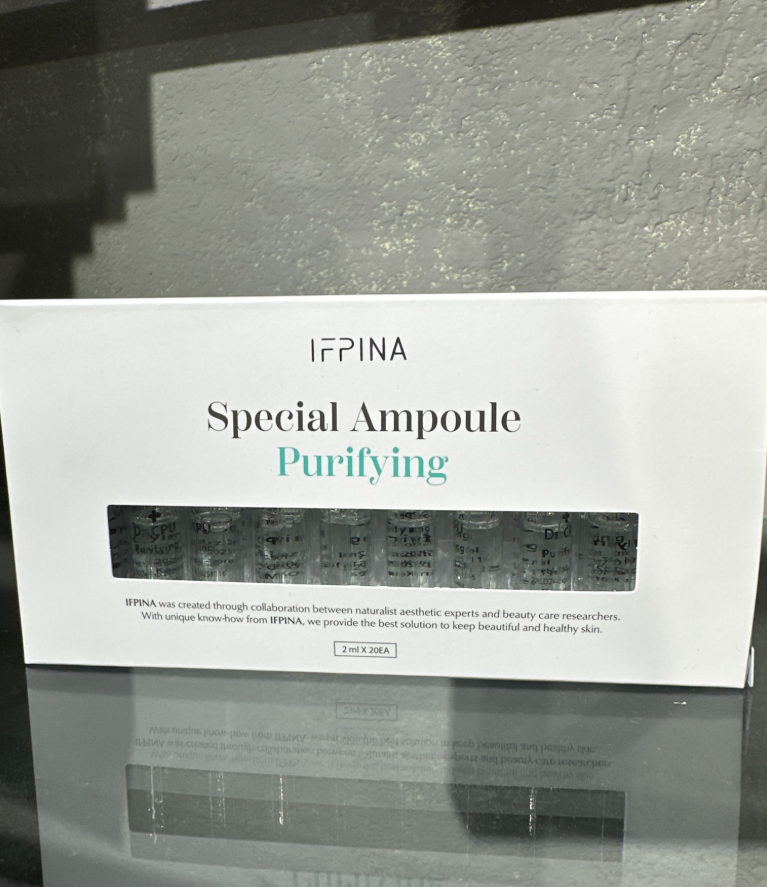 IFPINA
Special Ampoule
Purifying
IFPINA was created through collaboration between naturalist aesthetic experts and beauty care researchers.
With unique know-how from IFPINA, we provide the best solution to keep beautiful and healthy skin.
2 ml X 20EA